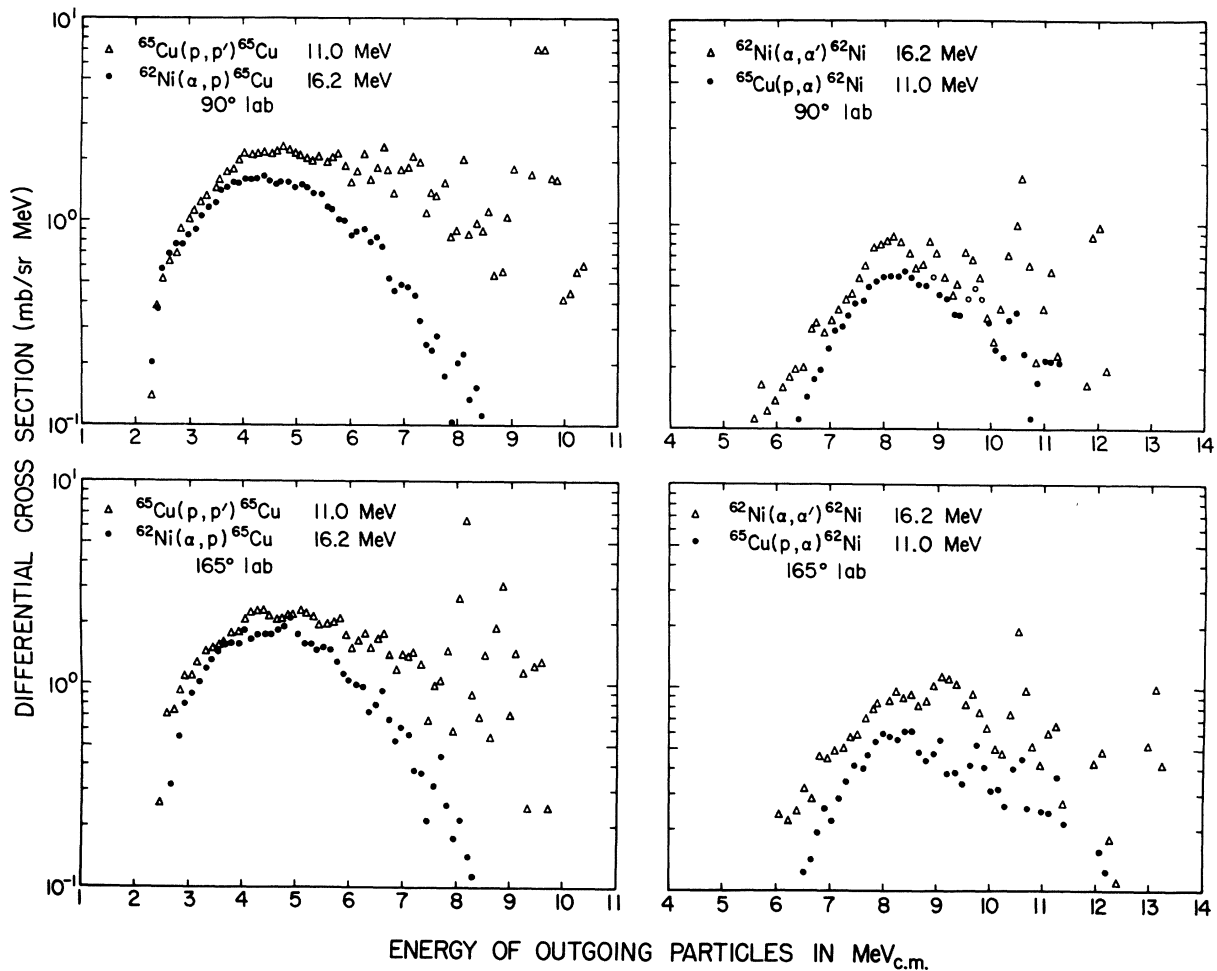 DIFFERENTIAL CROSS SECTION (mb/sr MeV)
10¹
10⁰
10⁻¹
△ ⁶⁵Cu(p,p′)⁶⁵Cu 11.0 MeV
• ⁶²Ni(α,p)⁶⁵Cu 16.2 MeV
90° lab
1 2 3 4 5 6 7 8 9 10 11
△ ⁶²Ni(α,α′)⁶²Ni 16.2 MeV
• ⁶⁵Cu(p,α)⁶²Ni 11.0 MeV
90° lab
4 5 6 7 8 9 10 11 12 13 14
10¹
10⁰
10⁻¹
△ ⁶⁵Cu(p,p′)⁶⁵Cu 11.0 MeV
• ⁶²Ni(α,p)⁶⁵Cu 16.2 MeV
165° lab
1 2 3 4 5 6 7 8 9 10 11
△ ⁶²Ni(α,α′)⁶²Ni 16.2 MeV
• ⁶⁵Cu(p,α)⁶²Ni 11.0 MeV
165° lab
4 5 6 7 8 9 10 11 12 13 14
ENERGY OF OUTGOING PARTICLES IN MeV_c.m.